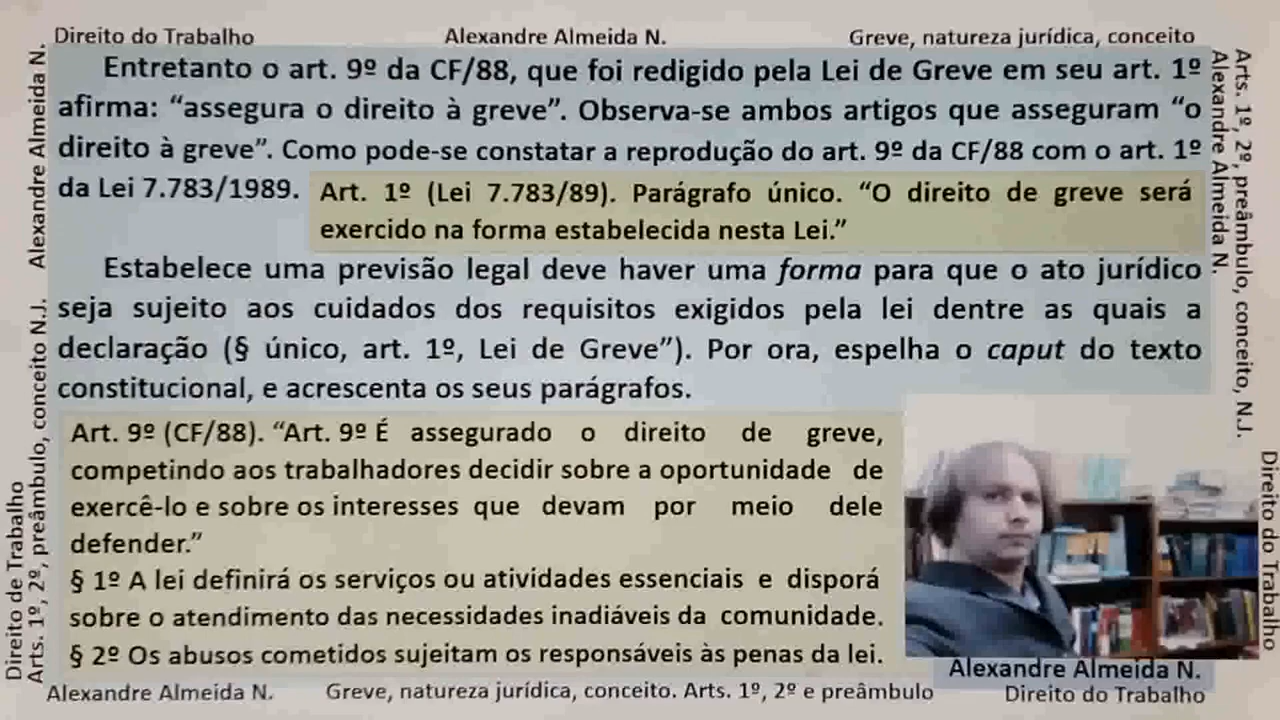 Direito do Trabalho
Alexandre Almeida N.
Greve, natureza jurídica, conceito
Entretanto o art. 9º da CF/88, que foi redigido pela Lei de Greve em seu art. 1º
afirma: “assegura o direito à greve”. Observa-se ambos artigos que asseguram “o
direito à greve”. Como pode-se constatar a reprodução do art. 9º da CF/88 com o art. 1º
da Lei 7.783/1989.
Art. 1º (Lei 7.783/89). Parágrafo único. “O direito de greve será
exercido na forma estabelecida nesta Lei.”
Estabelece uma previsão legal deve haver uma forma para que o ato jurídico
seja sujeito aos cuidados dos requisitos exigidos pela lei dentre as quais a
declaração (§ único, art. 1º, Lei de Greve”). Por ora, espelha o caput do texto
constitucional, e acrescenta os seus parágrafos.
Art. 9º (CF/88). “Art. 9º É assegurado o direito de greve,
competindo aos trabalhadores decidir sobre a oportunidade de
exercê-lo e sobre os interesses que devam por meio dele
defender.”
§ 1º A lei definirá os serviços ou atividades essenciais e disporá
sobre o atendimento das necessidades inadiáveis da comunidade.
§ 2º Os abusos cometidos sujeitam os responsáveis às penas da lei.
Alexandre Almeida N.
Alexandre Almeida N.
Greve, natureza jurídica, conceito. Arts. 1º, 2º e preâmbulo
Direito do Trabalho
Direito de Trabalho
Arts. 1º, 2º, preâmbulo, conceito N.J.
Alexandre Almeida N.
Arts. 1º, 2º, preâmbulo, conceito, N.J.
Alexandre Almeida N.
Direito do Trabalho